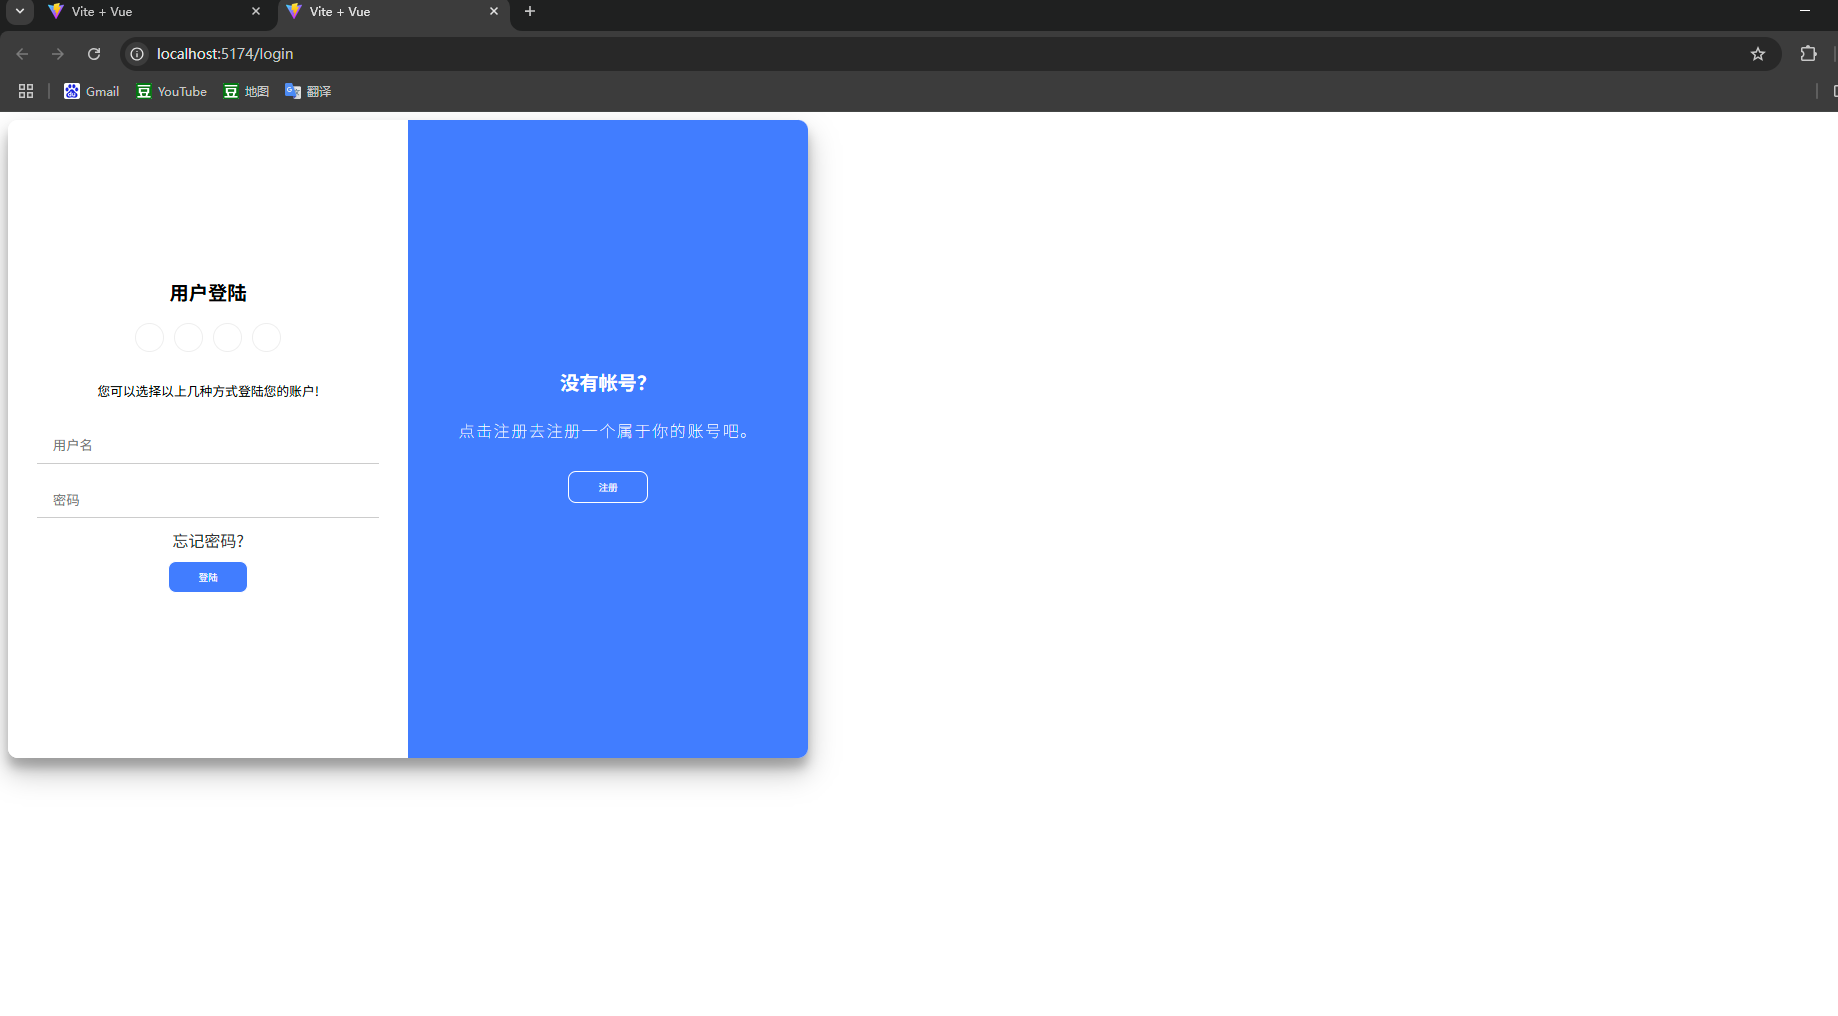 Vite + Vue
Vite + Vue
localhost:5174/login
Gmail
YouTube
地图
翻译
用户登陆
您可以选择以上几种方式登陆您的账户!
用户名
密码
忘记密码?
登陆
没有帐号?
点击注册去注册一个属于你的账号吧。
注册